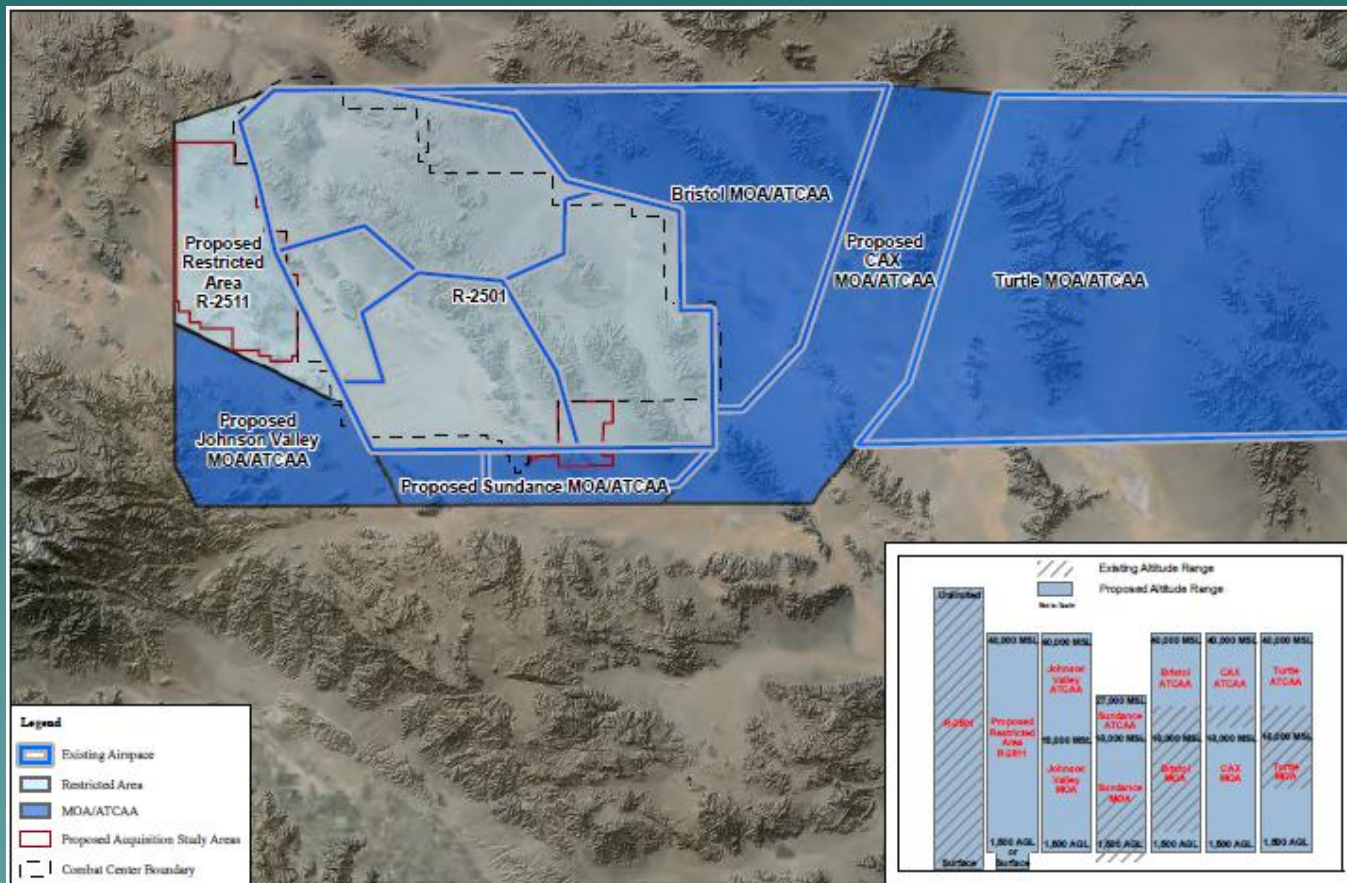 Bristol MOA/ATCAA
Proposed
Restricted
Area
R-2511
Proposed
CAX
MOA/ATCAA
Turtle MOA/ATCAA
R-2501
Proposed
Johnson Valley
MOA/ATCAA
Proposed Sundance MOA/ATCAA
Legend
Existing Airspace
Restricted Area
MOA/ATCAA
Proposed Acquisition Study Areas
Combat Center Boundary
Existing Altitude Range
Proposed Altitude Range
Not to Scale
Unlimited
R-2501
Surface
40,000 MSL
Proposed
Restricted
Area
R-2511
1,500 AGL
or
Surface
40,000 MSL
Johnson
Valley
ATCAA
18,000 MSL
Johnson
Valley
MOA
1,500 AGL
27,000 MSL
Sundance
ATCAA
18,000 MSL
Sundance
MOA
1,500 AGL
40,000 MSL
Bristol
ATCAA
18,000 MSL
Bristol
MOA
1,500 AGL
40,000 MSL
CAX
ATCAA
18,000 MSL
CAX
MOA
1,500 AGL
40,000 MSL
Turtle
ATCAA
18,000 MSL
Turtle
MOA
1,500 AGL